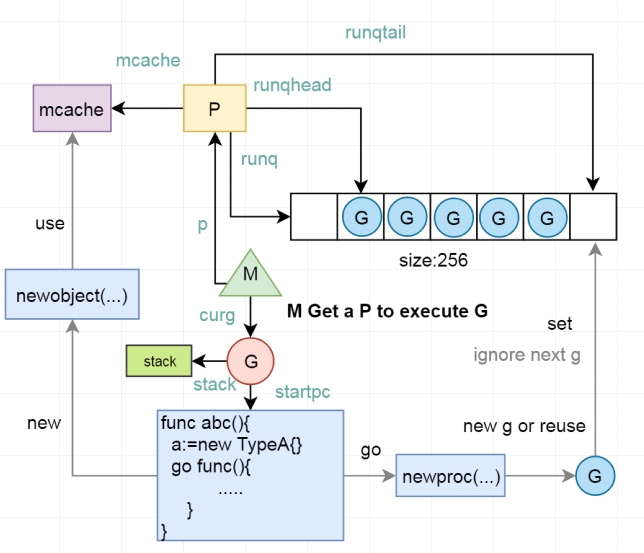 runqtail
mcache
runqhead
mcache
P
runq
G
G
G
G
G
use
p
size:256
M
newobject(...)
curg
M Get a P to execute G
set
stack
G
ignore next g
stack
startpc
new
func abc(){
a:=new TypeA{}
go func(){
.....
}
}
go
new g or reuse
newproc(...)
G